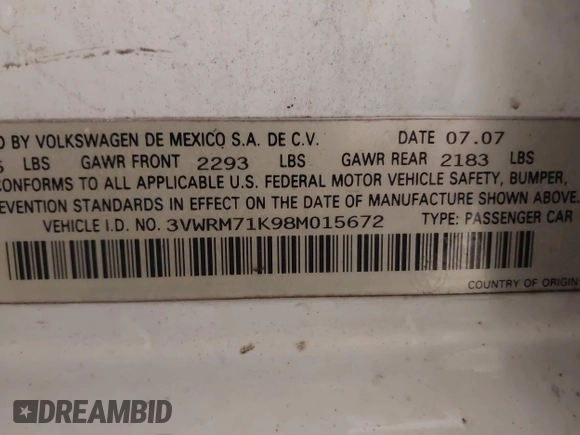 D BY VOLKSWAGEN DE MEXICO S.A. DE C.V. DATE 07.07
LBS GAWR FRONT 2293 LBS GAWR REAR 2183 LBS
CONFORMS TO ALL APPLICABLE U.S. FEDERAL MOTOR VEHICLE SAFETY, BUMPER,
EVENTION STANDARDS IN EFFECT ON THE DATE OF MANUFACTURE SHOWN ABOVE.
VEHICLE I.D. NO. 3VWRM71K98M015672 TYPE: PASSENGER CAR
COUNTRY OF ORIGIN
DREAMBID